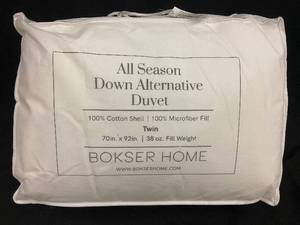 All Season
Down Alternative
Duvet
100% Cotton Shell | 100% Microfiber Fill
Twin
70in. x 92in | 38 oz. Fill Weight
BOKSER HOME
WWW.BOKSERHOME.COM